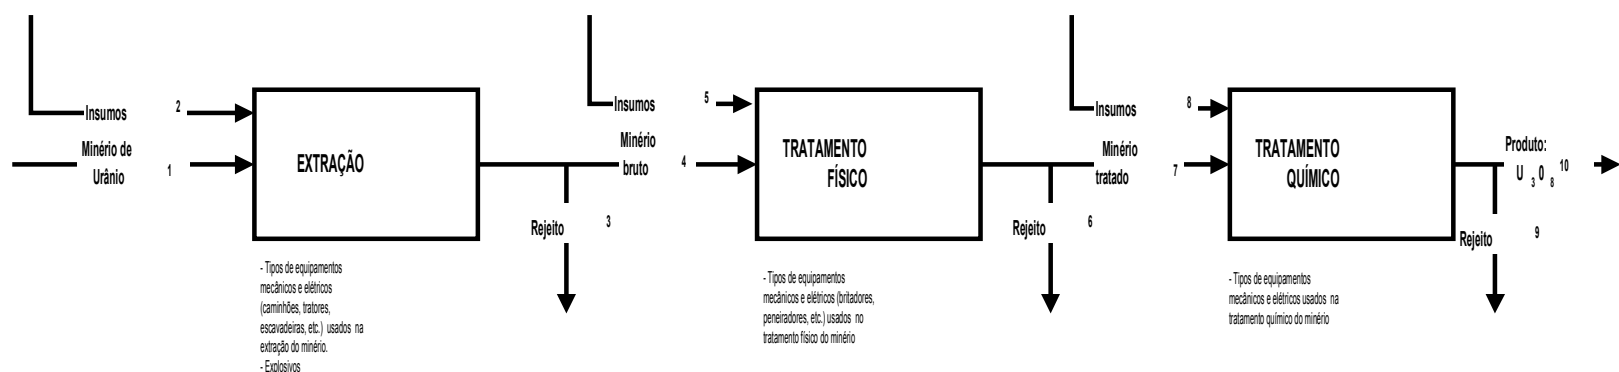 Insumos
2
Minério de
Urânio
1
EXTRAÇÃO
- Tipos de equipamentos
mecânicos e elétricos
(caminhões, tratores,
escavadeiras, etc.) usados na
extração do minério.
- Explosivos
Rejeito
3
Insumos
5
Minério
bruto
4
TRATAMENTO
FÍSICO
- Tipos de equipamentos
mecânicos e elétricos (britadores,
peneiradores, etc.) usados no
tratamento físico do minério
Rejeito
6
Insumos
8
Minério
tratado
7
TRATAMENTO
QUÍMICO
- Tipos de equipamentos
mecânicos e elétricos usados na
tratamento químico do minério
Produto:
U 3 0 8
10
Rejeito
9